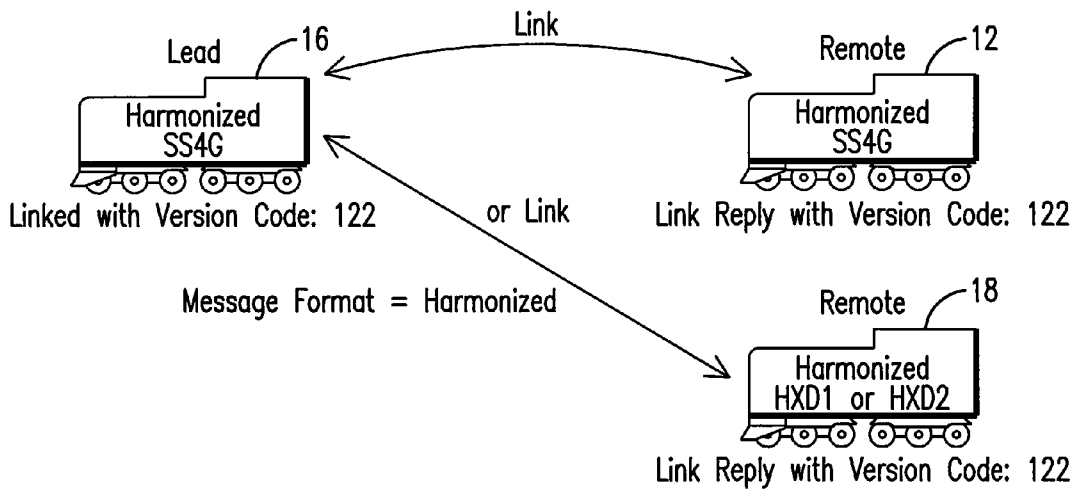 Lead
16
Harmonized
SS4G
Linked with Version Code: 122
Link
Remote
12
Harmonized
SS4G
Link Reply with Version Code: 122
or Link
Message Format = Harmonized
Remote
18
Harmonized
HXD1 or HXD2
Link Reply with Version Code: 122